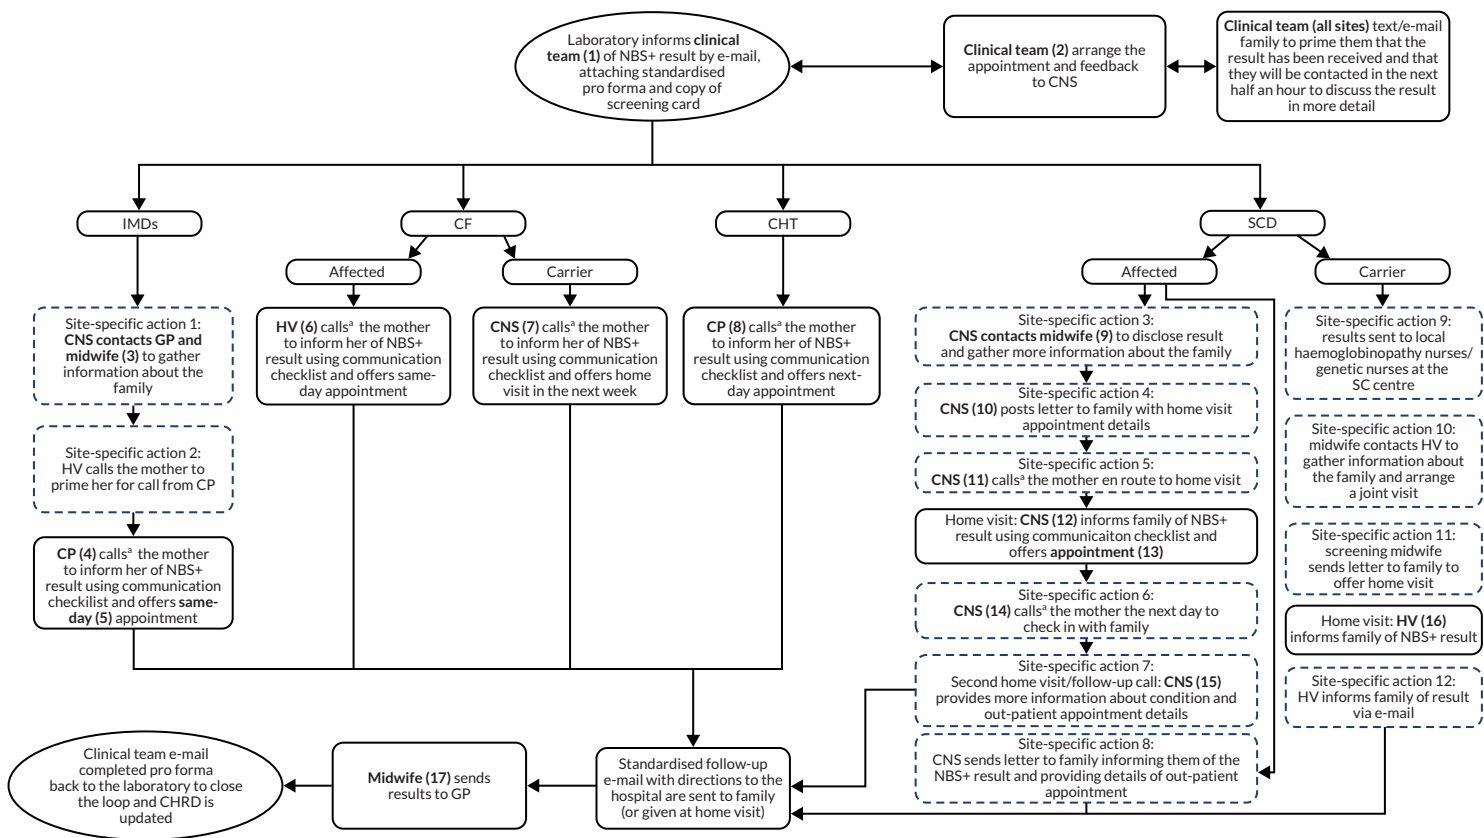 Laboratory informs clinical
team (1) of NBS+ result by e-mail,
attaching standardised
pro forma and copy of
screening card
Clinical team (2) arrange the
appointment and feedback
to CNS
Clinical team (all sites) text/e-mail
family to prime them that the
result has been received and that
they will be contacted in the next
half an hour to discuss the result
in more detail
IMDs
CF
CHT
SCD
Affected
Carrier
Affected
Carrier
Site-specific action 1:
CNS contacts GP and
midwife (3) to gather
information about the
family
Site-specific action 2:
HV calls the mother to
prime her for call from CP
CP (4) callsᵃ the mother
to inform her of NBS+
result using communication
checkilist and offers same-
day (5) appointment
HV (6) callsᵃ the mother
to inform her of NBS+
result using communication
checklist and offers same-
day appointment
CNS (7) callsᵃ the mother
to inform her of NBS+
result using communication
checklist and offers home
visit in the next week
CP (8) callsᵃ the mother
to inform her of NBS+
result using communication
checklist and offers next-
day appointment
Site-specific action 3:
CNS contacts midwife (9) to disclose result
and gather more information about the family
Site-specific action 4:
CNS (10) posts letter to family with home visit
appointment details
Site-specific action 5:
CNS (11) callsᵃ the mother en route to home visit
Home visit: CNS (12) informs family of NBS+
result using communicaiton checklist and
offers appointment (13)
Site-specific action 6:
CNS (14) callsᵃ the mother the next day to
check in with family
Site-specific action 7:
Second home visit/follow-up call: CNS (15)
provides more information about condition and
out-patient appointment details
Site-specific action 8:
CNS sends letter to family informing them of the
NBS+ result and providing details of out-patient
appointment
Site-specific action 9:
results sent to local
haemoglobinopathy nurses/
genetic nurses at the
SC centre
Site-specific action 10:
midwife contacts HV to
gather information about
the family and arrange
a joint visit
Site-specific action 11:
screening midwife
sends letter to family to
offer home visit
Home visit: HV (16)
informs family of NBS+ result
Site-specific action 12:
HV informs family of result
via e-mail
Standardised follow-up
e-mail with directions to the
hospital are sent to family
(or given at home visit)
Midwife (17) sends
results to GP
Clinical team e-mail
completed pro forma
back to the laboratory to close
the loop and CHRD is
updated